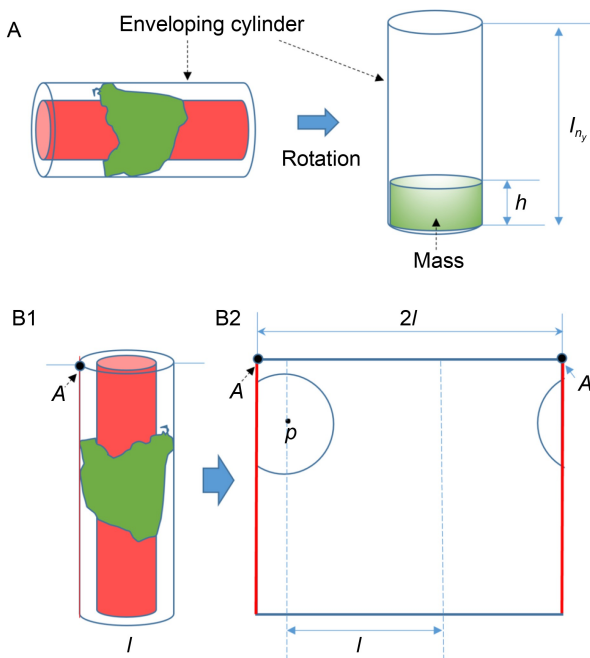 A
Enveloping cylinder
Rotation
l_{n_y}
h
Mass
B1
B2
2l
A
A
A
p
l
l